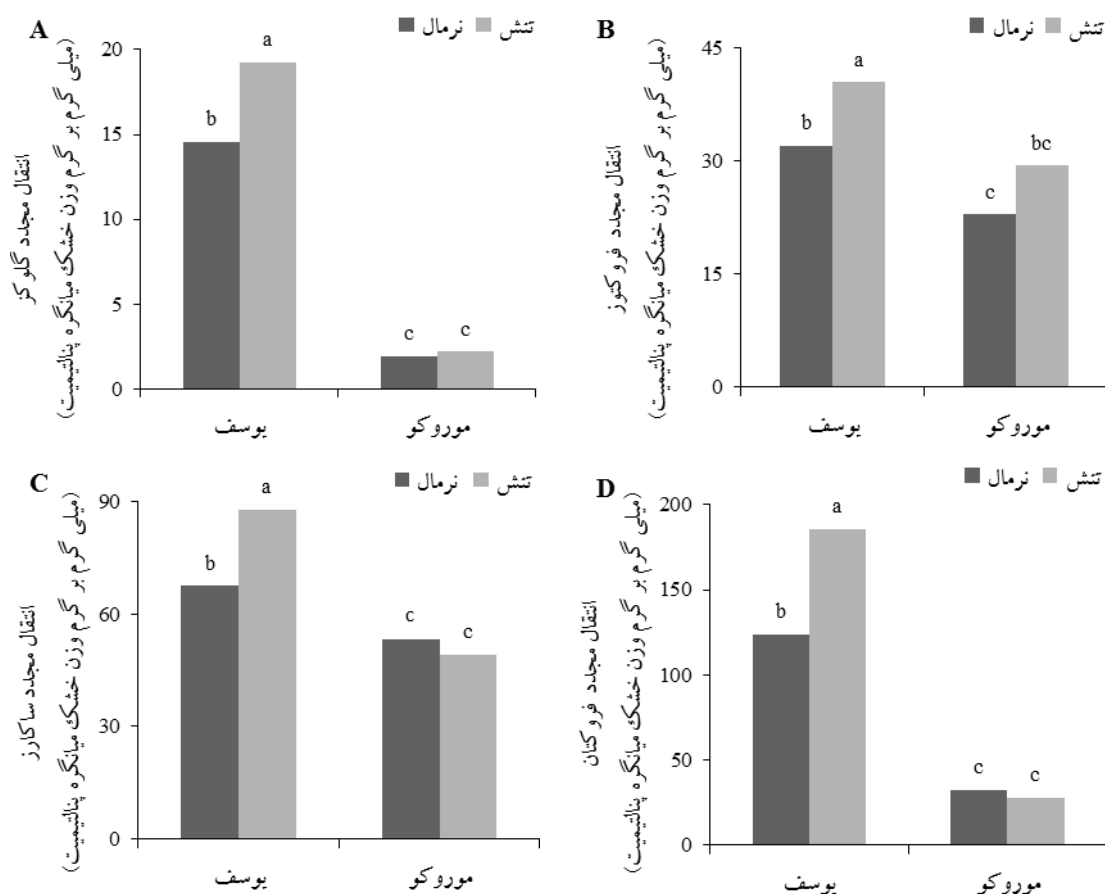 A
نرمال تنش
انتقال مجدد گلوکز
(میلی گرم بر گرم وزن خشک میانگره پنالتیمیت)
20
15
10
5
0
b
a
c
c
یوسف
موروکو
B
نرمال تنش
انتقال مجدد فروکتوز
(میلی گرم بر گرم وزن خشک میانگره پنالتیمیت)
45
30
15
0
b
a
c
bc
یوسف
موروکو
C
نرمال تنش
انتقال مجدد ساکارز
(میلی گرم بر گرم وزن خشک میانگره پنالتیمیت)
90
60
30
0
b
a
c
c
یوسف
موروکو
D
نرمال تنش
انتقال مجدد فروکتان
(میلی گرم بر گرم وزن خشک میانگره پنالتیمیت)
200
150
100
50
0
b
a
c
c
یوسف
موروکو